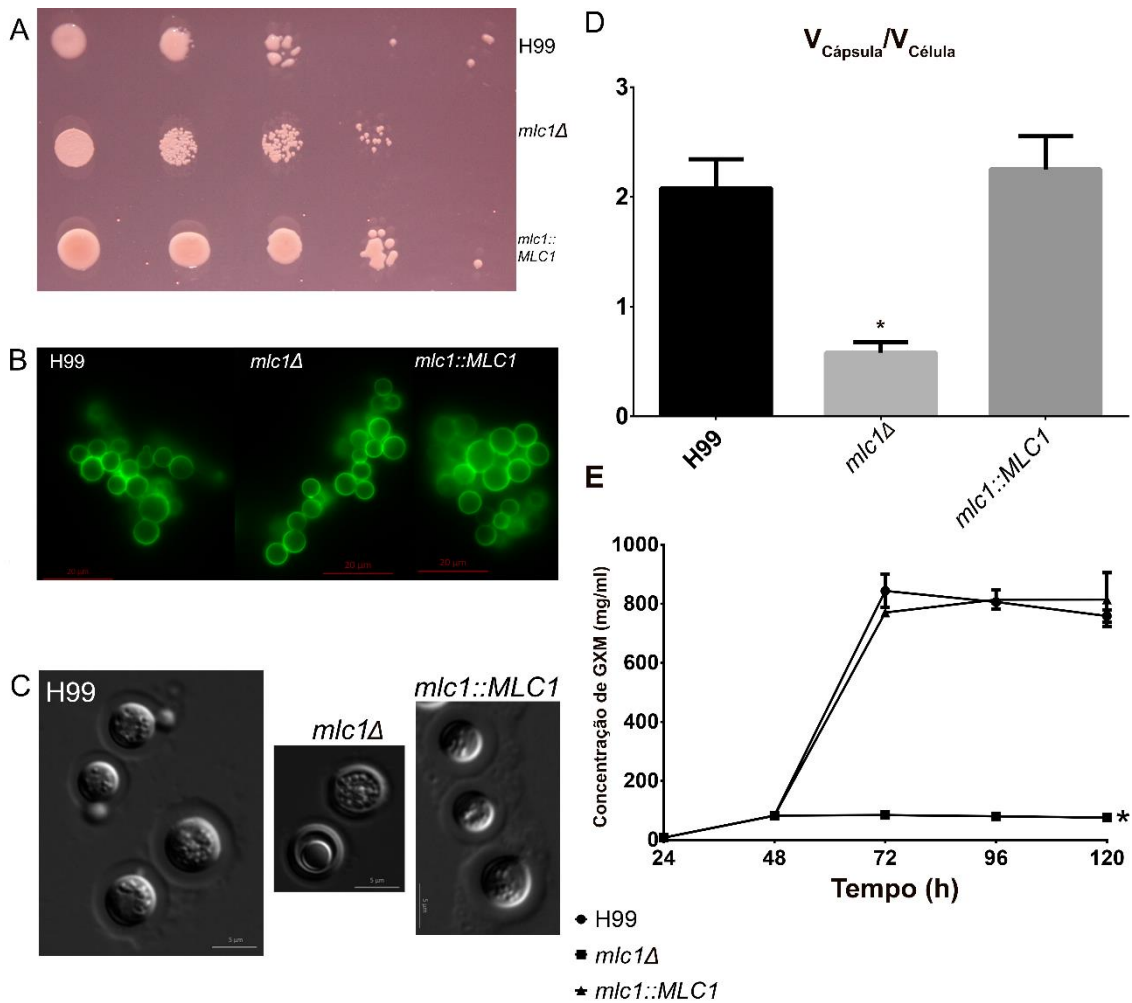 A
H99
mlc1Δ
mlc1::
MLC1
B
H99
mlc1Δ
mlc1::MLC1
20 µm
20 µm
20 µm
C
H99
mlc1Δ
mlc1::MLC1
5 µm
5 µm
5 µm
D
VCápsula/VCélula
3
2
1
0
*
H99
mlc1Δ
mlc1::MLC1
E
Concentração de GXM (mg/ml)
1000
800
600
400
200
0
24
48
72
96
120
*
Tempo (h)
H99
mlc1Δ
mlc1::MLC1